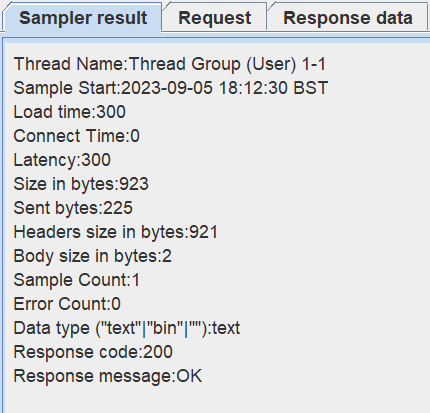 Sampler result Request Response data
Thread Name:Thread Group (User) 1-1
Sample Start:2023-09-05 18:12:30 BST
Load time:300
Connect Time:0
Latency:300
Size in bytes:923
Sent bytes:225
Headers size in bytes:921
Body size in bytes:2
Sample Count:1
Error Count:0
Data type ("text"|"bin"|""):text
Response code:200
Response message:OK